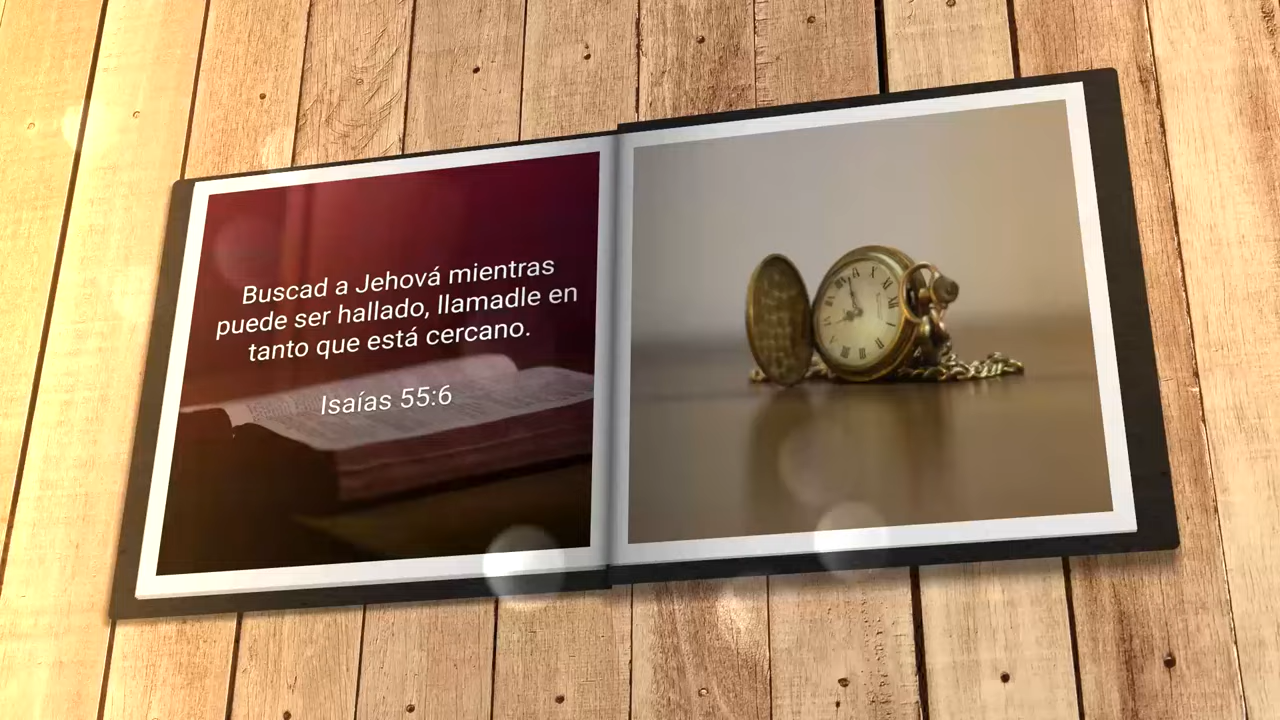 Buscad a Jehová mientras
puede ser hallado, llamadle en
tanto que está cercano.
Isaías 55:6